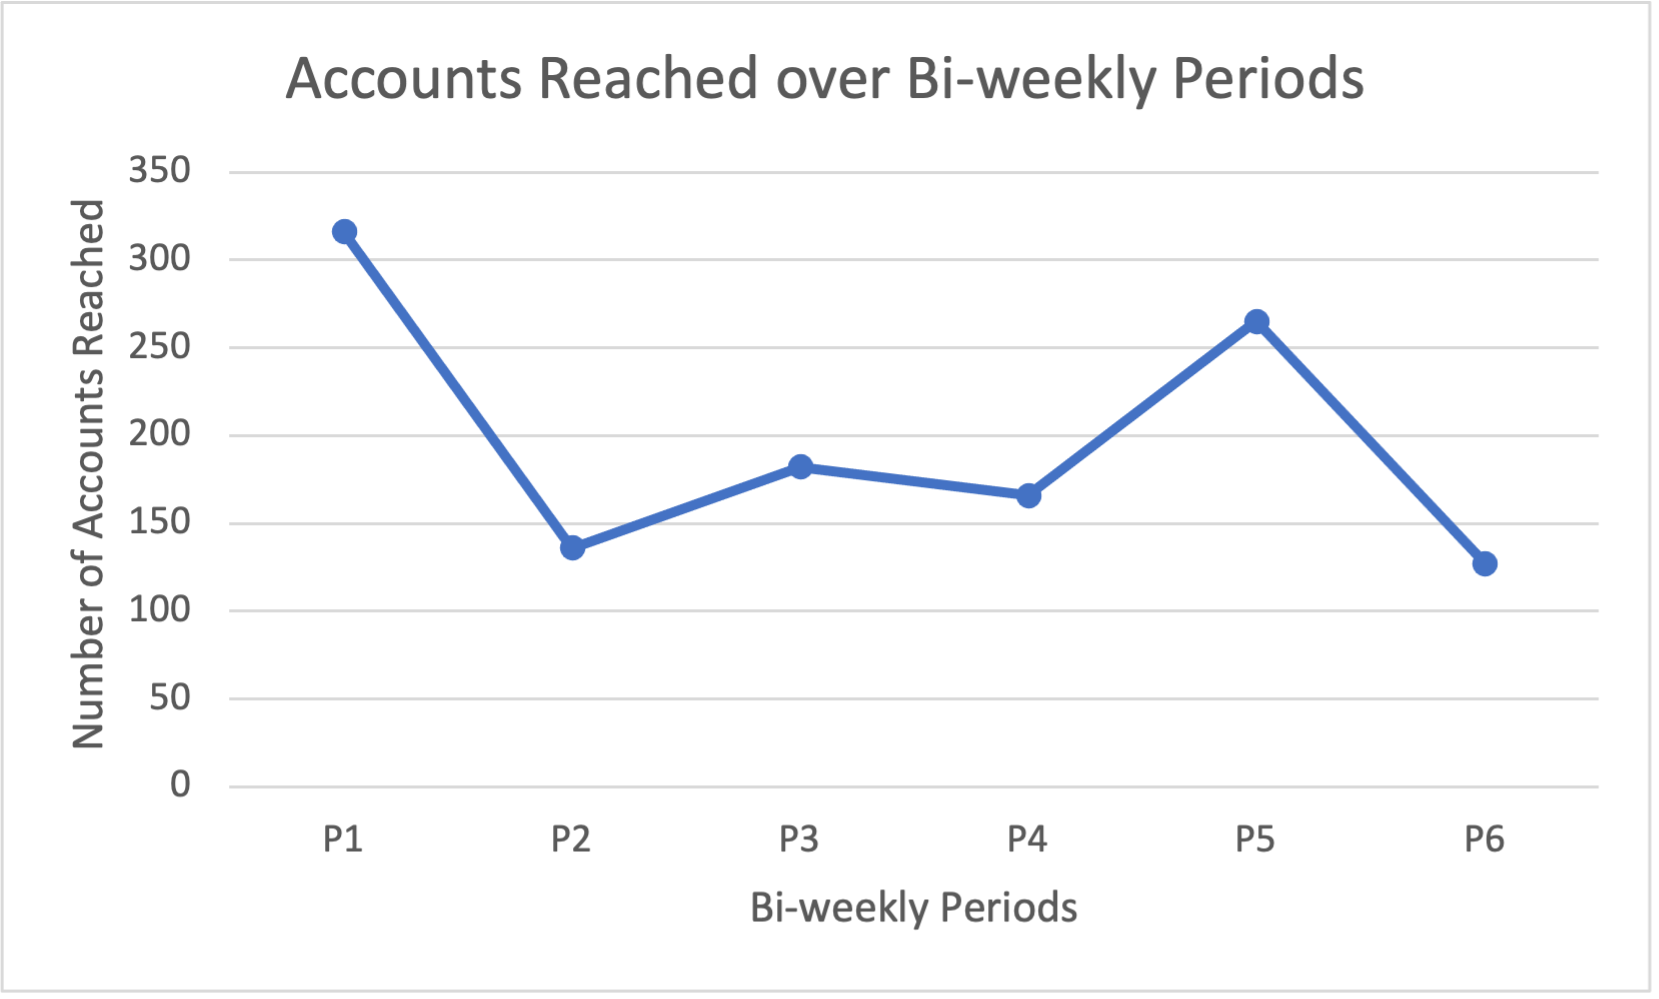 Accounts Reached over Bi-weekly Periods
Number of Accounts Reached
350
300
250
200
150
100
50
0
P1 P2 P3 P4 P5 P6
Bi-weekly Periods